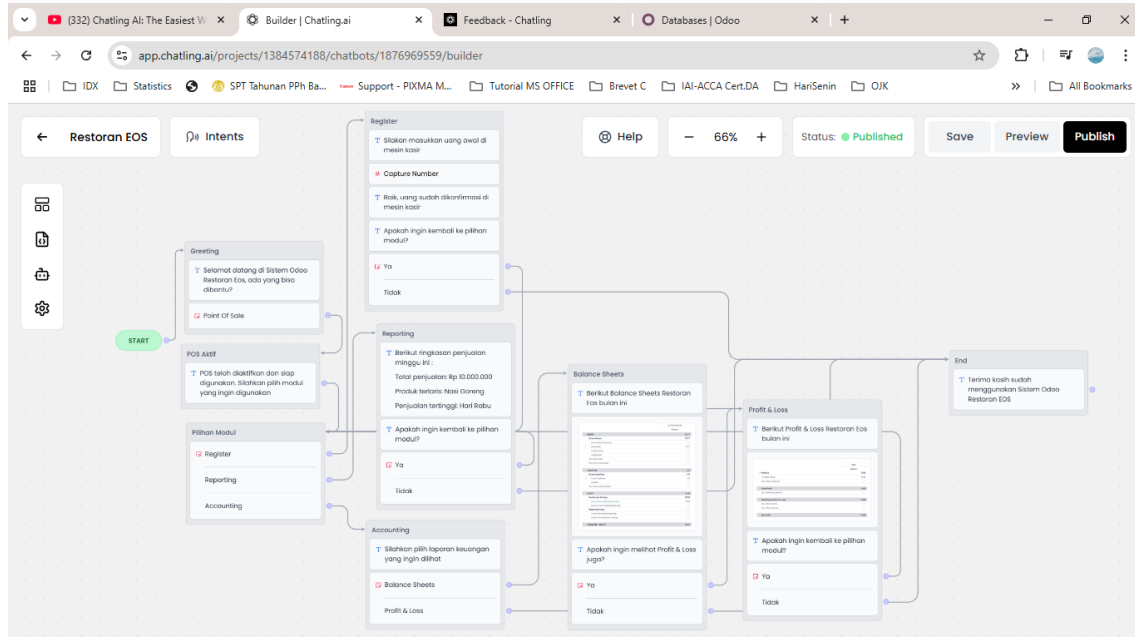 (332) Chatling AI: The Easiest W
Builder | Chatling.ai
Feedback - Chatling
Databases | Odoo
app.chatling.ai/projects/1384574188/chatbots/1876969559/builder
IDX
Statistics
SPT Tahunan PPh Ba...
Canon Support - PIXMA M...
Tutorial MS OFFICE
Brevet C
IAI-ACCA Cert.DA
HariSenin
OJK
All Bookmarks
Restoran EOS
Intents
Help
66%
Status: Published
Save
Preview
Publish
START
Greeting
Selamat datang di Sistem Odoo
Restoran Eos, ada yang bisa
dibantu?
Point Of Sale
POS Aktif
POS telah diaktifkan dan siap
digunakan. Silahkan pilih modul
yang ingin digunakan
Pilihan Modul
Register
Reporting
Accounting
Register
Silakan masukkan uang awal di
mesin kasir
Capture Number
Baik, uang sudah dikonfirmasi di
mesin kasir
Apakah ingin kembali ke pilihan
modul?
Ya
Tidak
Reporting
Berikut ringkasan penjualan
minggu ini :
Total penjualan: Rp 10.000.000
Produk terlaris: Nasi Goreng
Penjualan tertinggi: Hari Rabu
Apakah ingin kembali ke pilihan
modul?
Ya
Tidak
Accounting
Silahkan pilih laporan keuangan
yang ingin dilihat
Balance Sheets
Profit & Loss
Balance Sheets
Berikut Balance Sheets Restoran
Eos bulan ini
Apakah ingin melihat Profit & Loss
juga?
Ya
Tidak
Profit & Loss
Berikut Profit & Loss Restoran Eos
bulan ini
Apakah ingin kembali ke pilihan
modul?
Ya
Tidak
End
Terima kasih sudah
menggunakan Sistem Odoo
Restoran EOS